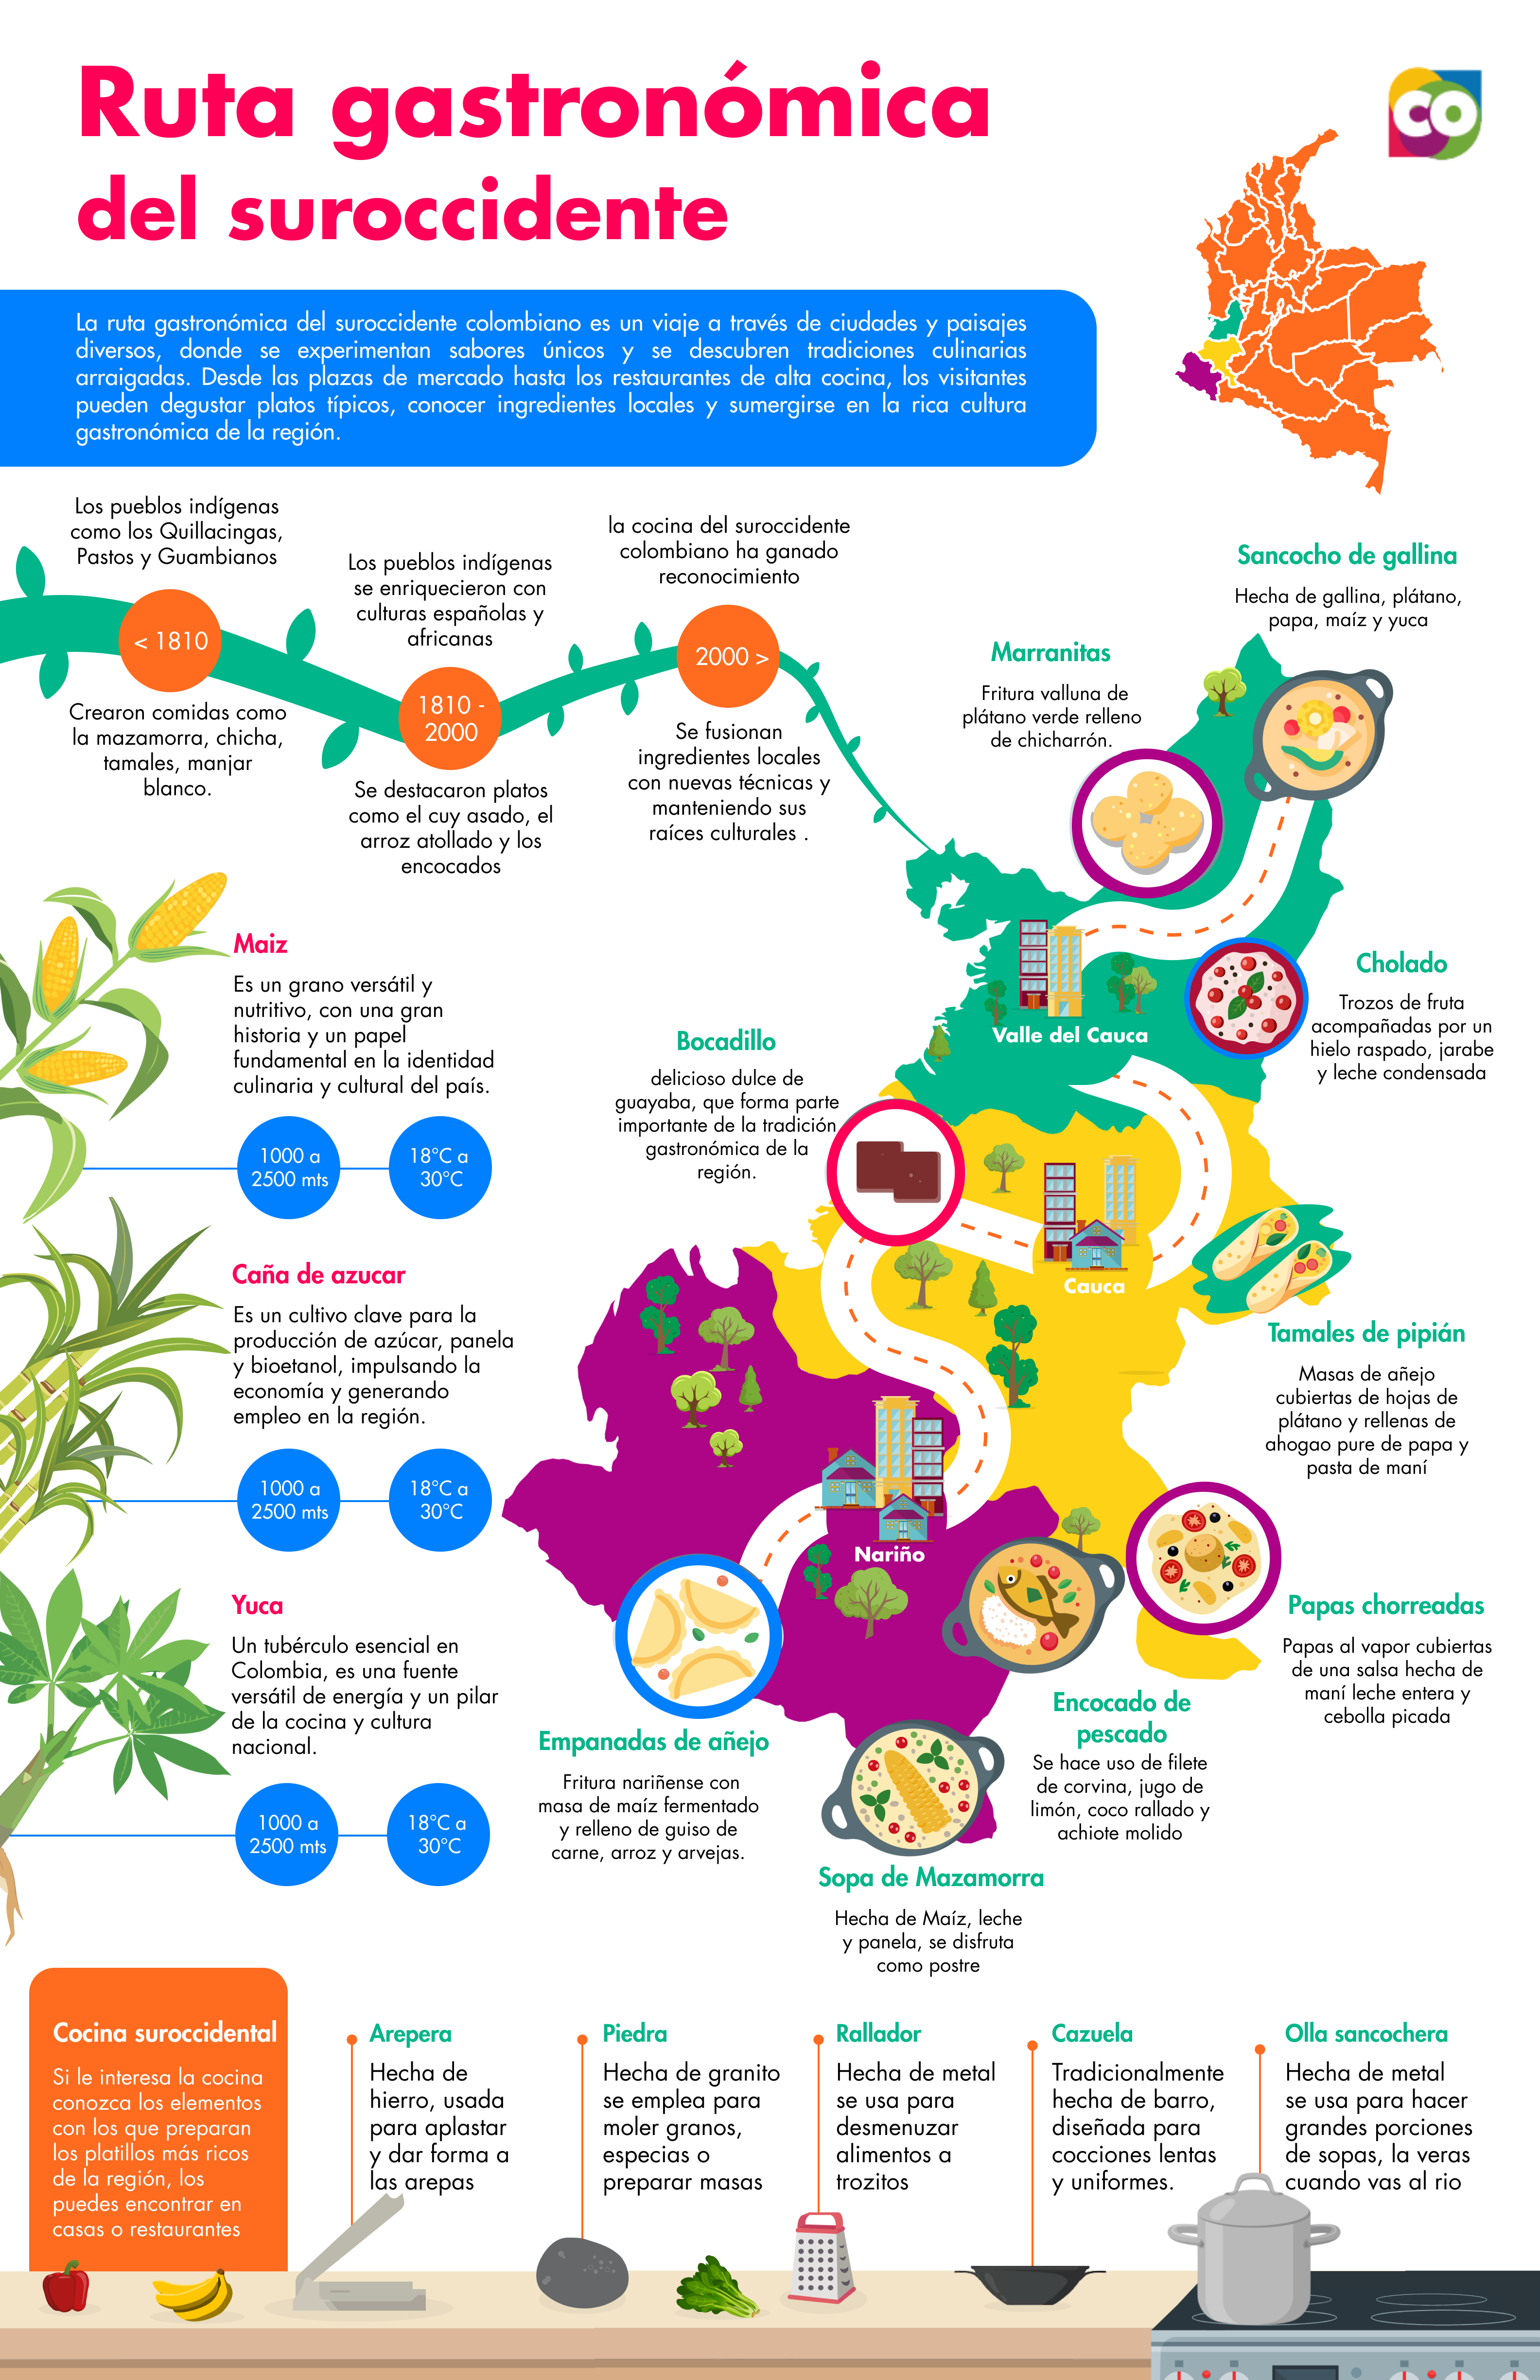 Ruta gastronómica
del suroccidente
CO
La ruta gastronómica del suroccidente colombiano es un viaje a través de ciudades y paisajes
diversos, donde se experimentan sabores únicos y se descubren tradiciones culinarias
arraigadas. Desde las plazas de mercado hasta los restaurantes de alta cocina, los visitantes
pueden degustar platos típicos, conocer ingredientes locales y sumergirse en la rica cultura
gastronómica de la región.
Los pueblos indígenas
como los Quillacingas,
Pastos y Guambianos
< 1810
Crearon comidas como
la mazamorra, chicha,
tamales, manjar
blanco.
Los pueblos indígenas
se enriquecieron con
culturas españolas y
africanas
1810 -
2000
Se destacaron platos
como el cuy asado, el
arroz atollado y los
encocados
la cocina del suroccidente
colombiano ha ganado
reconocimiento
2000 >
Se fusionan
ingredientes locales
con nuevas técnicas y
manteniendo sus
raíces culturales .
Sancocho de gallina
Hecha de gallina, plátano,
papa, maíz y yuca
Marranitas
Fritura valluna de
plátano verde relleno
de chicharrón.
Cholado
Trozos de fruta
acompañadas por un
hielo raspado, jarabe
y leche condensada
Valle del Cauca
Bocadillo
delicioso dulce de
guayaba, que forma parte
importante de la tradición
gastronómica de la
región.
Cauca
Tamales de pipián
Masas de añejo
cubiertas de hojas de
plátano y rellenas de
ahogao pure de papa y
pasta de maní
Nariño
Papas chorreadas
Papas al vapor cubiertas
de una salsa hecha de
maní leche entera y
cebolla picada
Encocado de
pescado
Se hace uso de filete
de corvina, jugo de
limón, coco rallado y
achiote molido
Empanadas de añejo
Fritura nariñense con
masa de maíz fermentado
y relleno de guiso de
carne, arroz y arvejas.
Sopa de Mazamorra
Hecha de Maíz, leche
y panela, se disfruta
como postre
Maiz
Es un grano versátil y
nutritivo, con una gran
historia y un papel
fundamental en la identidad
culinaria y cultural del país.
1000 a
2500 mts
18°C a
30°C
Caña de azucar
Es un cultivo clave para la
producción de azúcar, panela
y bioetanol, impulsando la
economía y generando
empleo en la región.
1000 a
2500 mts
18°C a
30°C
Yuca
Un tubérculo esencial en
Colombia, es una fuente
versátil de energía y un pilar
de la cocina y cultura
nacional.
1000 a
2500 mts
18°C a
30°C
Cocina suroccidental
Si le interesa la cocina
conozca los elementos
con los que preparan
los platillos más ricos
de la región, los
puedes encontrar en
casas o restaurantes
Arepera
Hecha de
hierro, usada
para aplastar
y dar forma a
las arepas
Piedra
Hecha de granito
se emplea para
moler granos,
especias o
preparar masas
Rallador
Hecha de metal
se usa para
desmenuzar
alimentos a
trozitos
Cazuela
Tradicionalmente
hecha de barro,
diseñada para
cocciones lentas
y uniformes.
Olla sancochera
Hecha de metal
se usa para hacer
grandes porciones
de sopas, la veras
cuando vas al rio